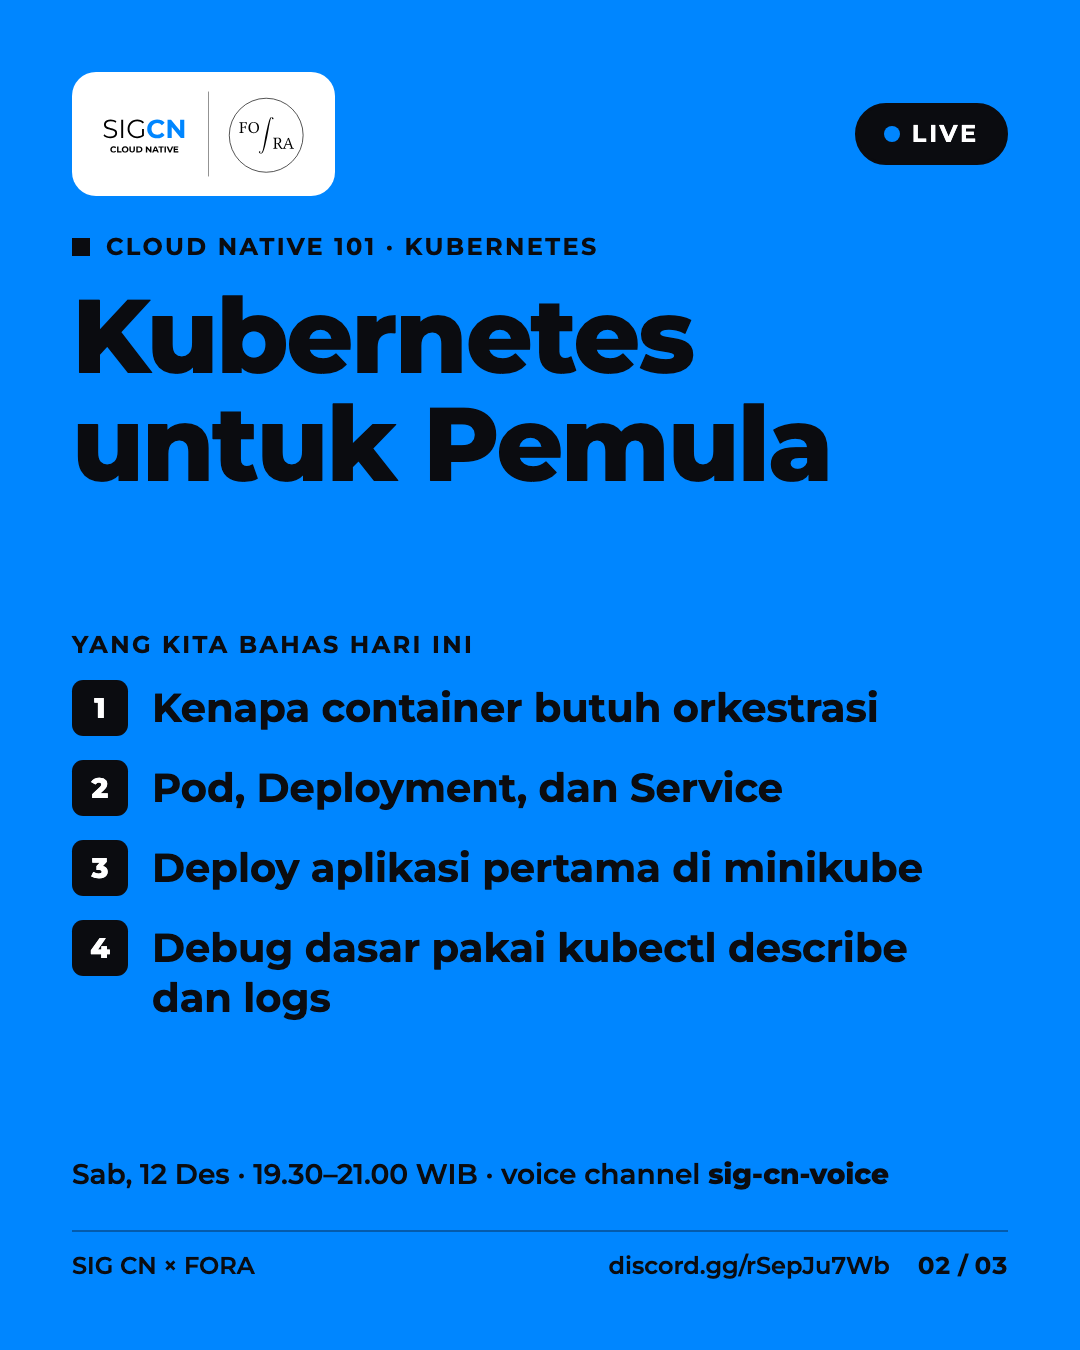 SIGCN
CLOUD NATIVE
FO
RA
LIVE
CLOUD NATIVE 101 · KUBERNETES
Kubernetes
untuk Pemula
YANG KITA BAHAS HARI INI
1 Kenapa container butuh orkestrasi
2 Pod, Deployment, dan Service
3 Deploy aplikasi pertama di minikube
4 Debug dasar pakai kubectl describe
dan logs
Sab, 12 Des · 19.30–21.00 WIB · voice channel sig-cn-voice
SIG CN × FORA
discord.gg/rSepJu7Wb 02 / 03